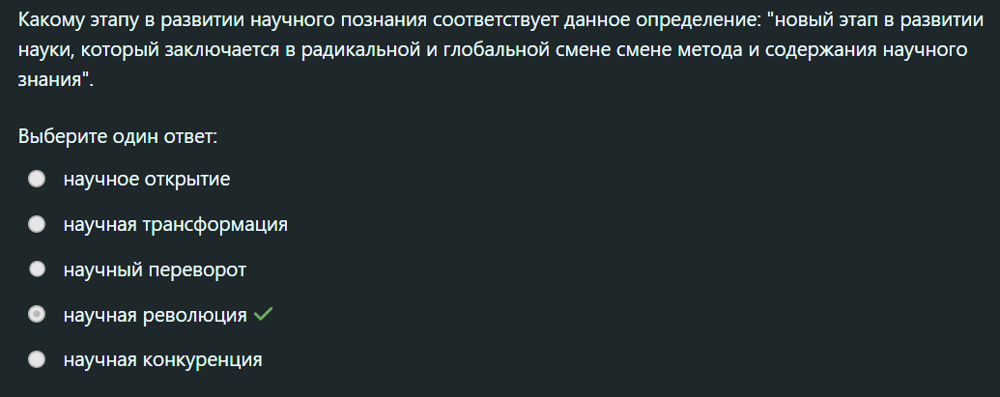 Какому этапу в развитии научного познания соответствует данное определение: "новый этап в развитии
науки, который заключается в радикальной и глобальной смене смене метода и содержания научного
знания".
Выберите один ответ:
научное открытие
научная трансформация
научный переворот
научная революция
научная конкуренция